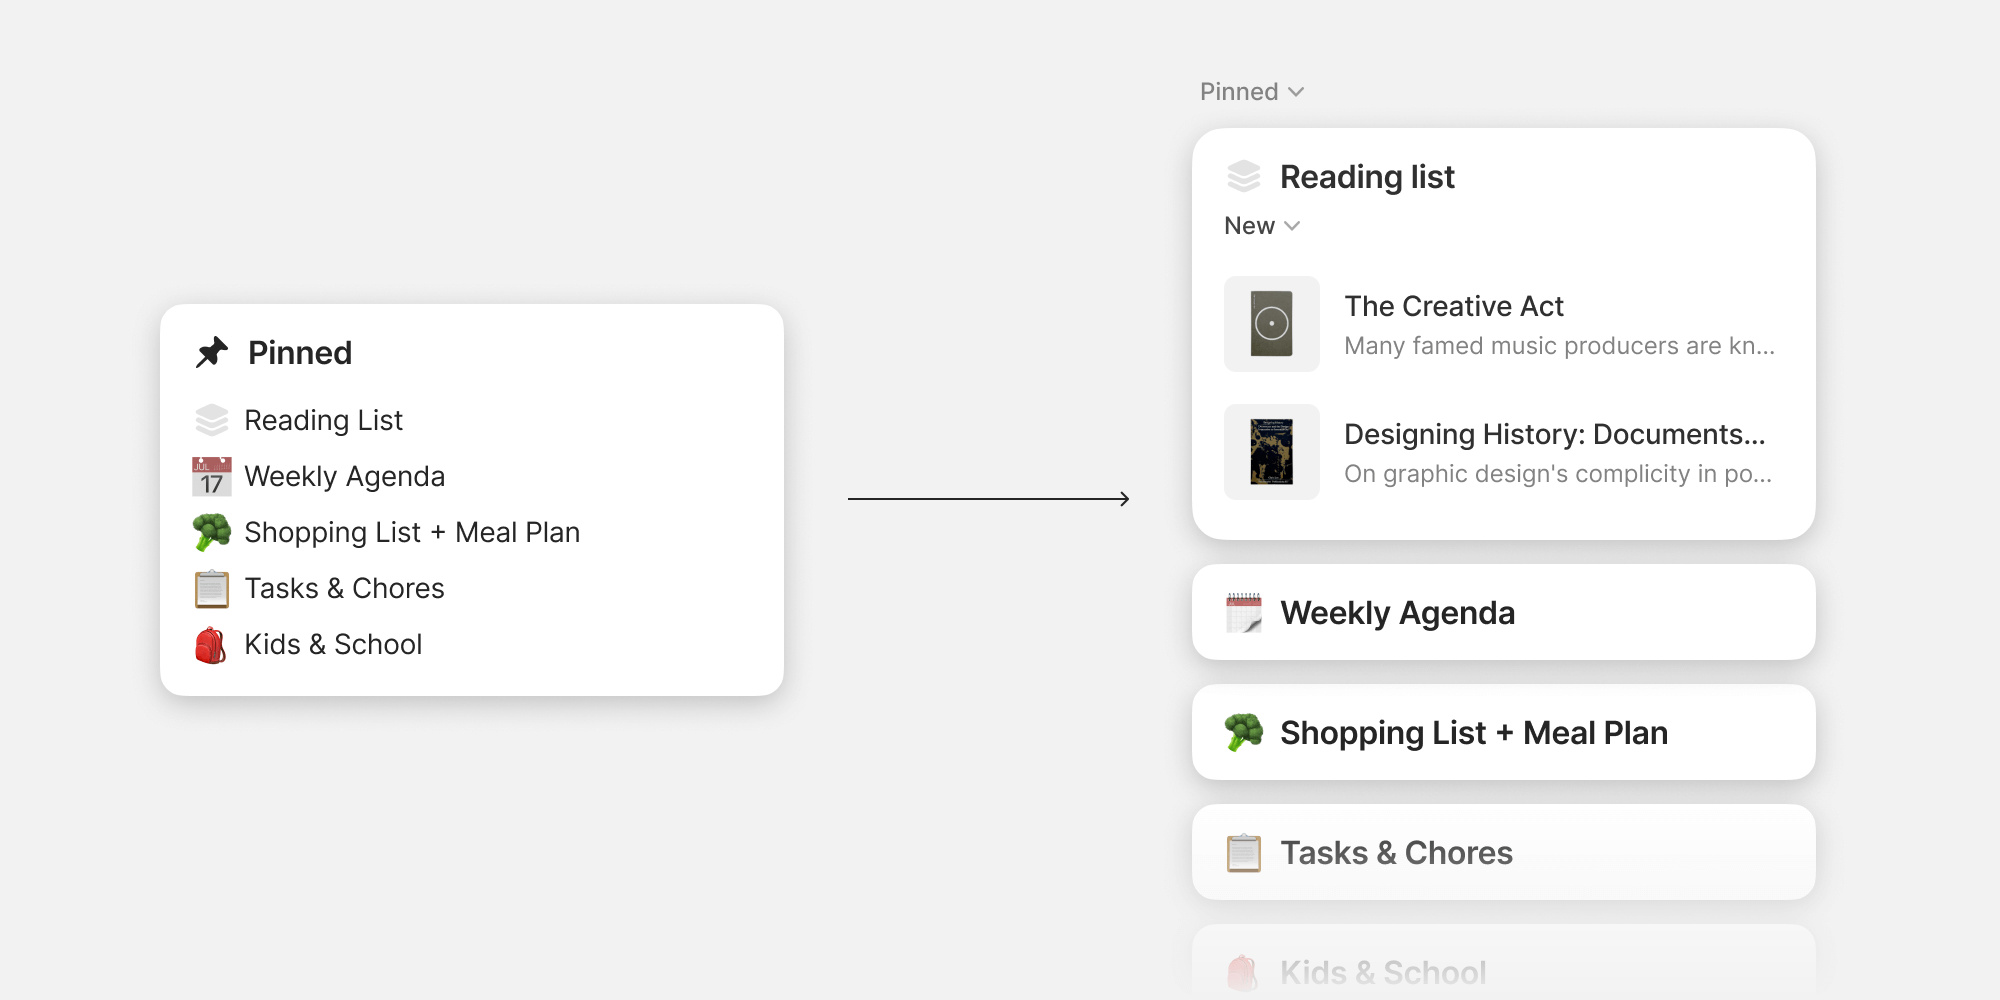 Pinned
Reading List
JUL
17
Weekly Agenda
Shopping List + Meal Plan
Tasks & Chores
Kids & School
Pinned
Reading list
New
The Creative Act
Many famed music producers are kn...
Designing History: Documents...
On graphic design's complicity in po...
Weekly Agenda
Shopping List + Meal Plan
Tasks & Chores
Kids & School